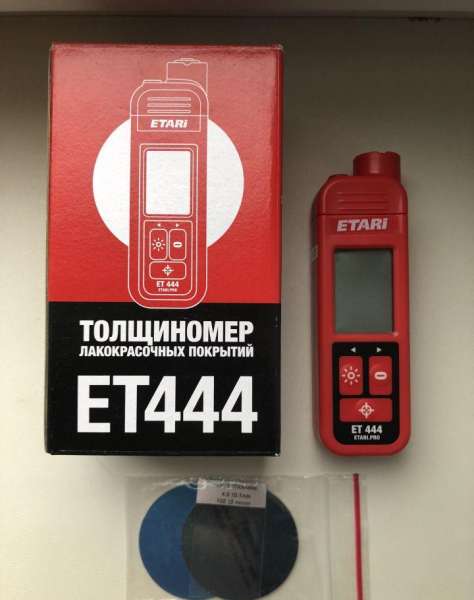 ETARI
ET 444
ETARI.PRO
ТОЛЩИНОМЕР
ЛАКОКРАСОЧНЫХ ПОКРЫТИЙ
ET444
ETARI
ET 444
ETARI.PRO